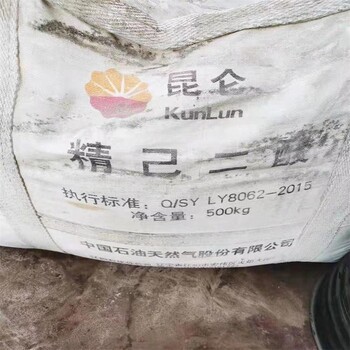 昆仑
KunLun
精己二酸
执行标准：Q/SY LY8062-2015
净含量：500kg
中国石油天然气股份有限公司